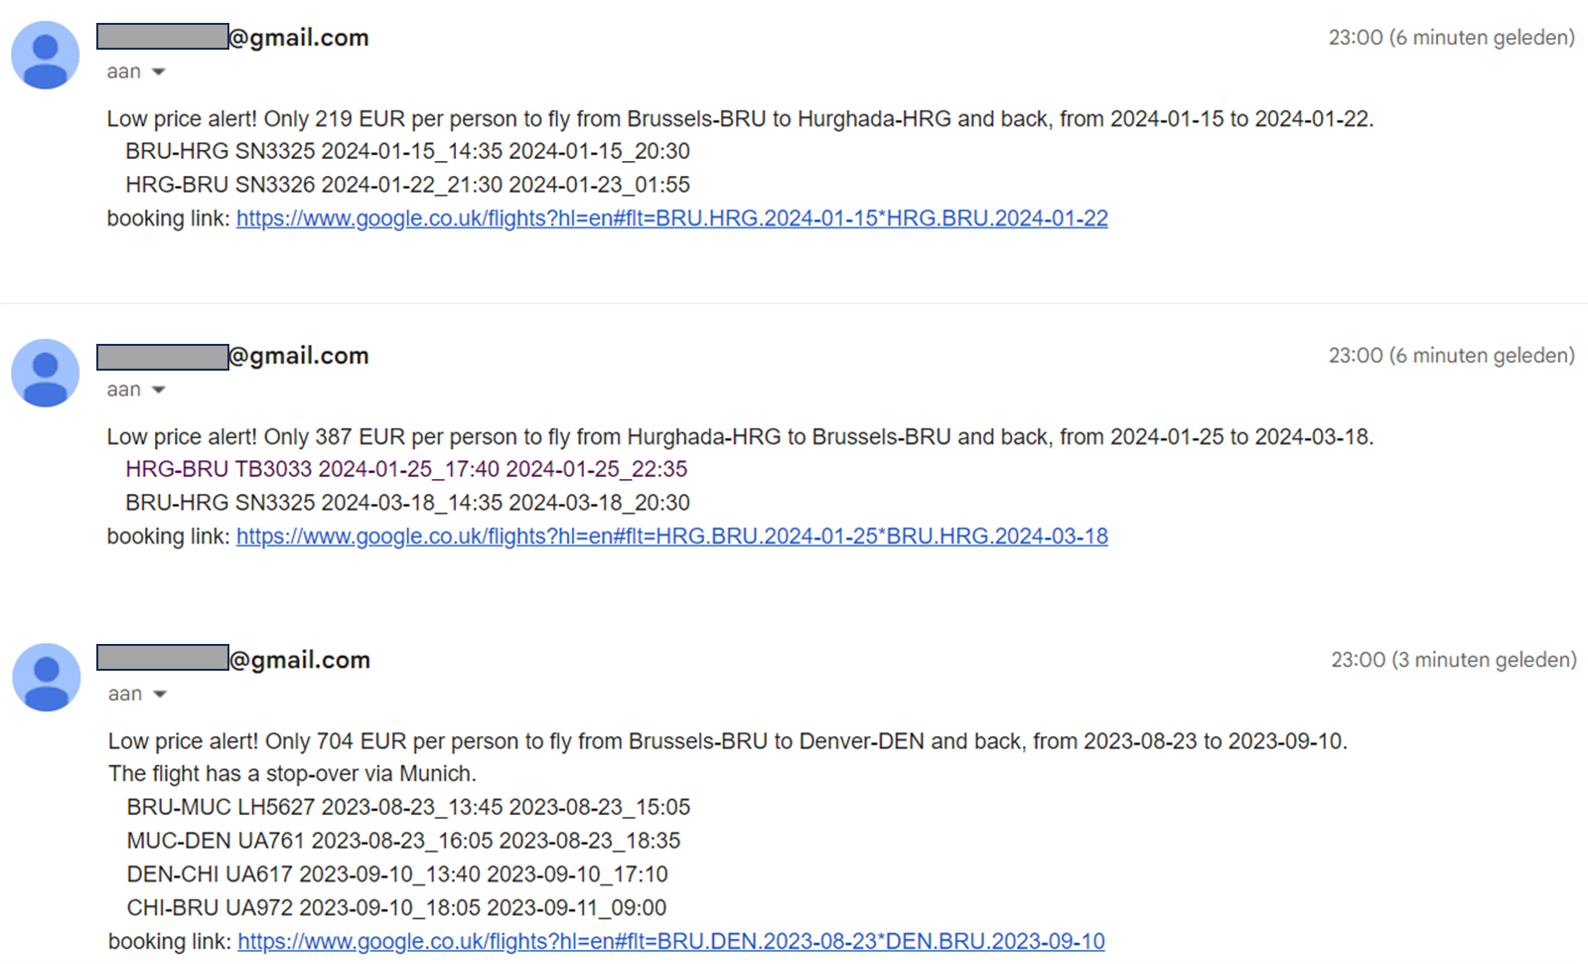 @gmail.com
23:00 (6 minuten geleden)
aan
Low price alert! Only 219 EUR per person to fly from Brussels-BRU to Hurghada-HRG and back, from 2024-01-15 to 2024-01-22.
BRU-HRG SN3325 2024-01-15_14:35 2024-01-15_20:30
HRG-BRU SN3326 2024-01-22_21:30 2024-01-23_01:55
booking link: https://www.google.co.uk/flights?hl=en#flt=BRU.HRG.2024-01-15*HRG.BRU.2024-01-22
@gmail.com
23:00 (6 minuten geleden)
aan
Low price alert! Only 387 EUR per person to fly from Hurghada-HRG to Brussels-BRU and back, from 2024-01-25 to 2024-03-18.
HRG-BRU TB3033 2024-01-25_17:40 2024-01-25_22:35
BRU-HRG SN3325 2024-03-18_14:35 2024-03-18_20:30
booking link: https://www.google.co.uk/flights?hl=en#flt=HRG.BRU.2024-01-25*BRU.HRG.2024-03-18
@gmail.com
23:00 (3 minuten geleden)
aan
Low price alert! Only 704 EUR per person to fly from Brussels-BRU to Denver-DEN and back, from 2023-08-23 to 2023-09-10.
The flight has a stop-over via Munich.
BRU-MUC LH5627 2023-08-23_13:45 2023-08-23_15:05
MUC-DEN UA761 2023-08-23_16:05 2023-08-23_18:35
DEN-CHI UA617 2023-09-10_13:40 2023-09-10_17:10
CHI-BRU UA972 2023-09-10_18:05 2023-09-11_09:00
booking link: https://www.google.co.uk/flights?hl=en#flt=BRU.DEN.2023-08-23*DEN.BRU.2023-09-10